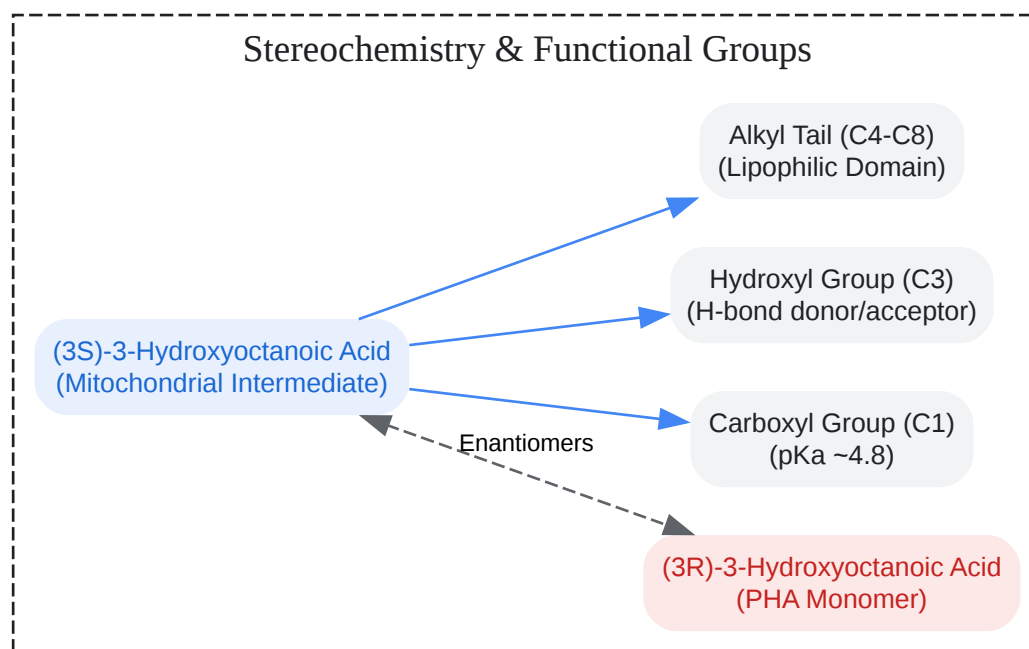 Stereochemistry & Functional Groups
Alkyl Tail (C4-C8)
(Lipophilic Domain)
Hydroxyl Group (C3)
(H-bond donor/acceptor)
(3S)-3-Hydroxyoctanoic Acid
(Mitochondrial Intermediate)
Carboxyl Group (C1)
(pKa ~4.8)
Enantiomers
(3R)-3-Hydroxyoctanoic Acid
(PHA Monomer)